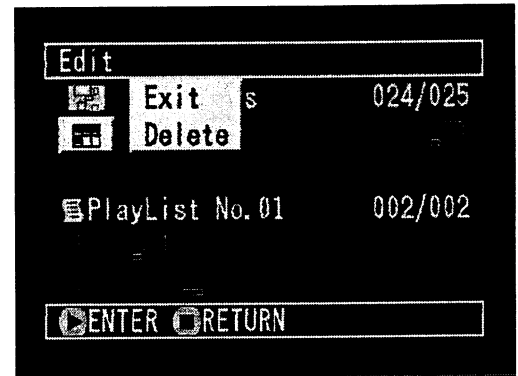 Edit
Exit s 024/025
Delete
PlayList No.01 002/002
ENTER RETURN